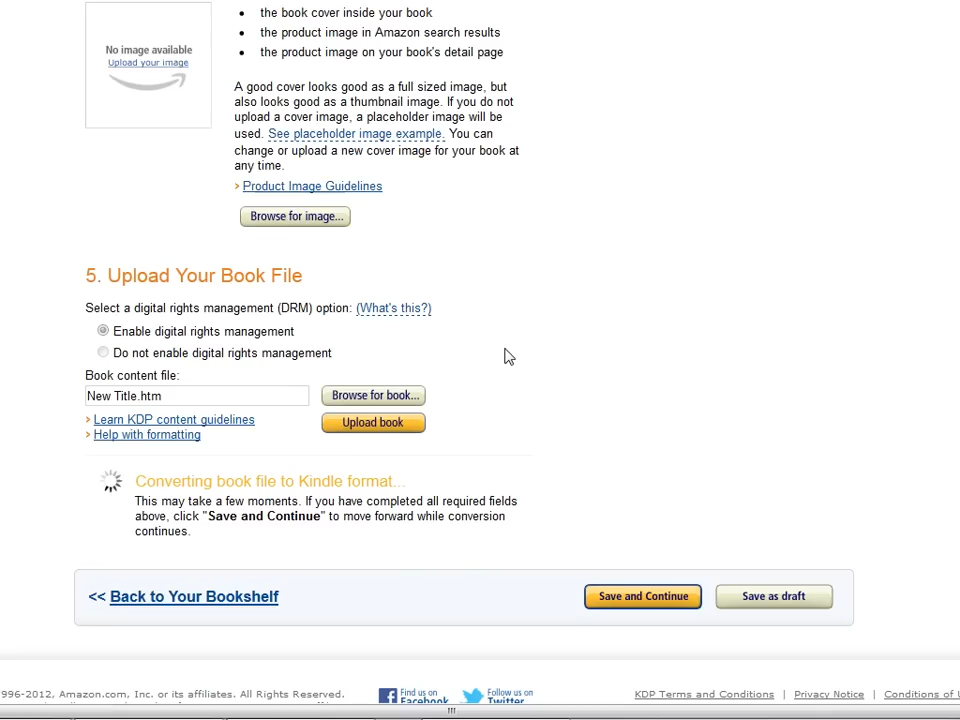 • the book cover inside your book
• the product image in Amazon search results
• the product image on your book's detail page
No image available
Upload your image
A good cover looks good as a full sized image, but
also looks good as a thumbnail image. If you do not
upload a cover image, a placeholder image will be
used. See placeholder image example. You can
change or upload a new cover image for your book at
any time.
› Product Image Guidelines
Browse for image...
5. Upload Your Book File
Select a digital rights management (DRM) option: (What's this?)
Enable digital rights management
Do not enable digital rights management
Book content file:
New Title.htm Browse for book...
› Learn KDP content guidelines Upload book
› Help with formatting
Converting book file to Kindle format...
This may take a few moments. If you have completed all required fields
above, click "Save and Continue" to move forward while conversion
continues.
<< Back to Your Bookshelf Save and Continue Save as draft
996-2012, Amazon.com, Inc. or its affiliates. All Rights Reserved. Find us on Facebook Follow us on Twitter KDP Terms and Conditions | Privacy Notice | Conditions of U